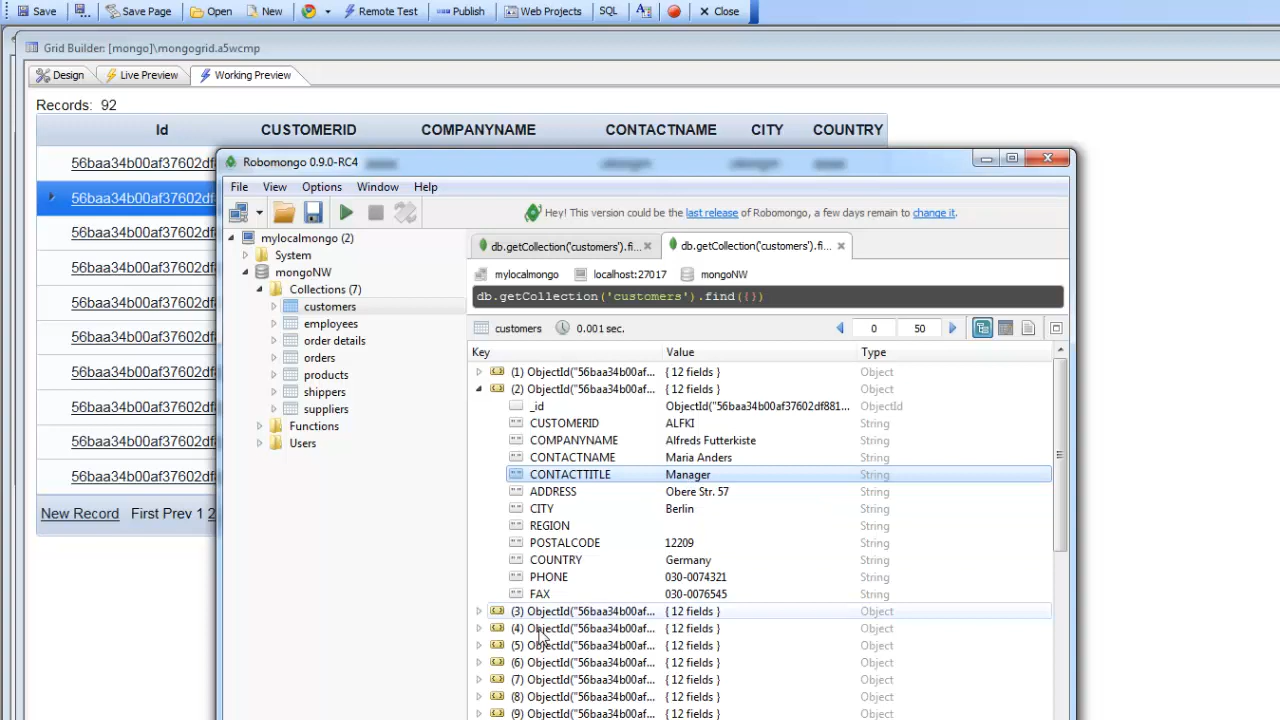 Save Save Page Open New Remote Test Publish Web Projects SQL A Close
Grid Builder: [mongo]\mongogrid.a5wcmp
Design Live Preview Working Preview
Records: 92
Id CUSTOMERID COMPANYNAME CONTACTNAME CITY COUNTRY
56baa34b00af37602df
56baa34b00af37602df
56baa34b00af37602df
56baa34b00af37602df
56baa34b00af37602df
56baa34b00af37602df
56baa34b00af37602df
56baa34b00af37602df
56baa34b00af37602df
56baa34b00af37602df
New Record First Prev 1 2
Robomongo 0.9.0-RC4
File View Options Window Help
Hey! This version could be the last release of Robomongo, a few days remain to change it.
mylocalmongo (2)
System
mongoNW
Collections (7)
customers
employees
order details
orders
products
shippers
suppliers
Functions
Users
db.getCollection('customers').fi... db.getCollection('customers').fi...
mylocalmongo localhost:27017 mongoNW
db.getCollection('customers').find({})
customers 0.001 sec. 0 50
Key Value Type
(1) ObjectId("56baa34b00af... { 12 fields } Object
(2) ObjectId("56baa34b00af... { 12 fields } Object
_id ObjectId("56baa34b00af37602df881... ObjectId
CUSTOMERID ALFKI String
COMPANYNAME Alfreds Futterkiste String
CONTACTNAME Maria Anders String
CONTACTTITLE Manager String
ADDRESS Obere Str. 57 String
CITY Berlin String
REGION String
POSTALCODE 12209 String
COUNTRY Germany String
PHONE 030-0074321 String
FAX 030-0076545 String
(3) ObjectId("56baa34b00af... { 12 fields } Object
(4) ObjectId("56baa34b00af... { 12 fields } Object
(5) ObjectId("56baa34b00af... { 12 fields } Object
(6) ObjectId("56baa34b00af... { 12 fields } Object
(7) ObjectId("56baa34b00af... { 12 fields } Object
(8) ObjectId("56baa34b00af... { 12 fields } Object
(9) ObjectId("56baa34b00af... { 12 fields } Object